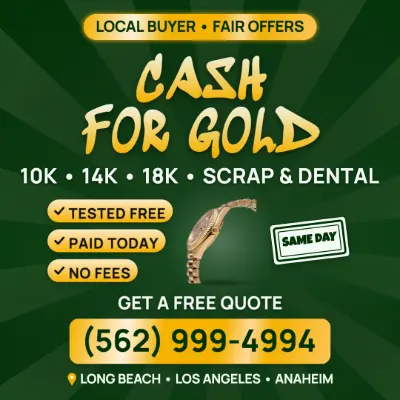 LOCAL BUYER • FAIR OFFERS
CASH
FOR GOLD
10K • 14K • 18K • SCRAP & DENTAL
✓ TESTED FREE
✓ PAID TODAY
✓ NO FEES
SAME DAY
GET A FREE QUOTE
(562) 999-4994
LONG BEACH • LOS ANGELES • ANAHEIM